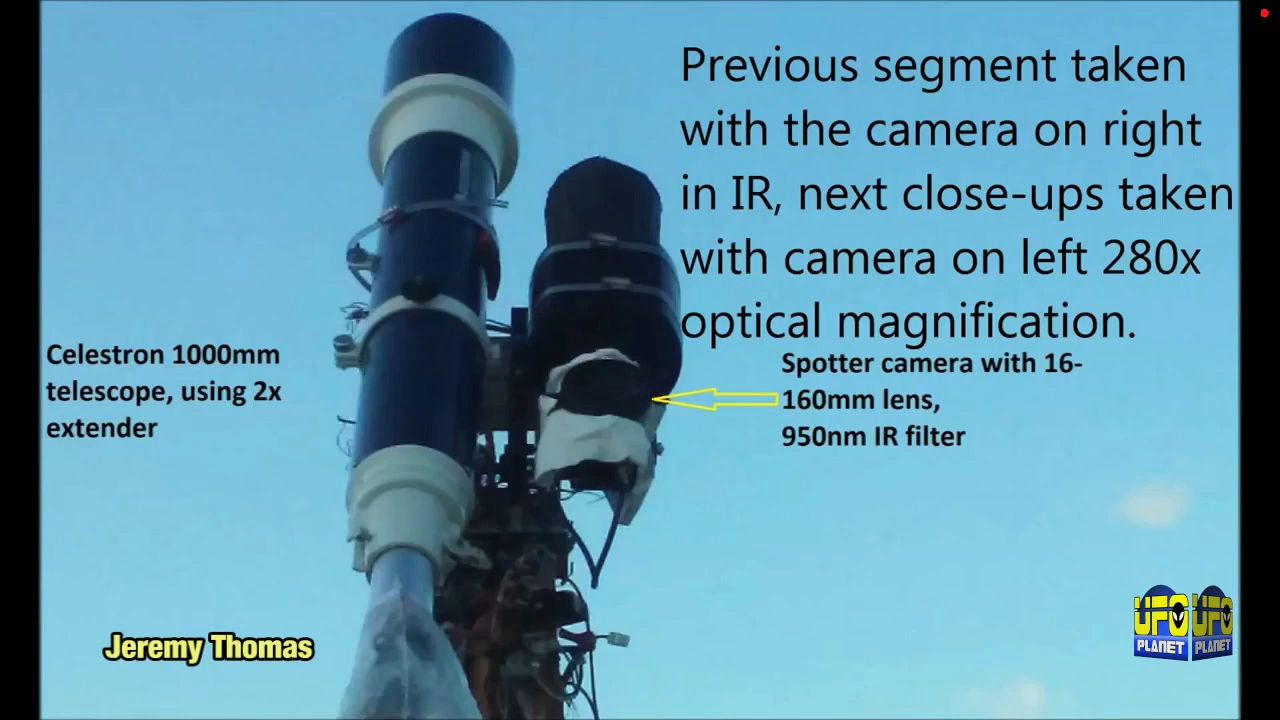 Previous segment taken
with the camera on right
in IR, next close-ups taken
with camera on left 280x
optical magnification.
Celestron 1000mm
telescope, using 2x
extender
Spotter camera with 16-
160mm lens,
950nm IR filter
Jeremy Thomas
UFO UFO
PLANET PLANET